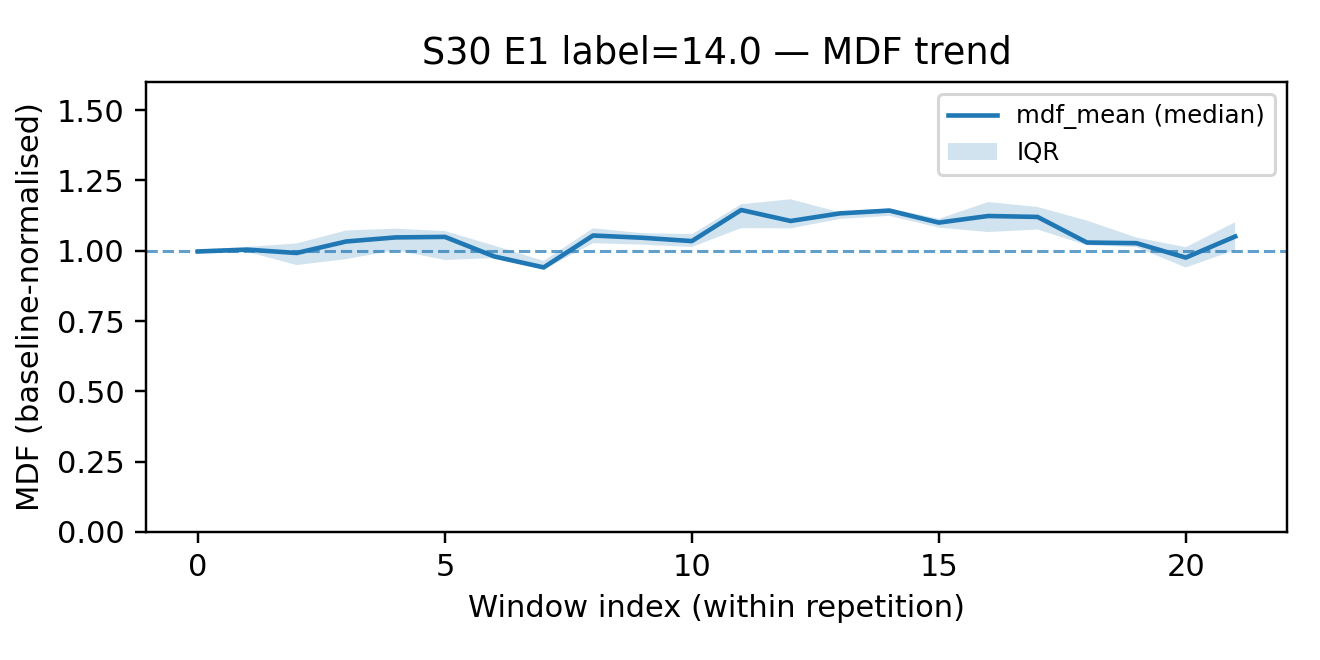 S30 E1 label=14.0 — MDF trend
MDF (baseline-normalised)
1.50
1.25
1.00
0.75
0.50
0.25
0.00
mdf_mean (median)
IQR
0 5 10 15 20
Window index (within repetition)